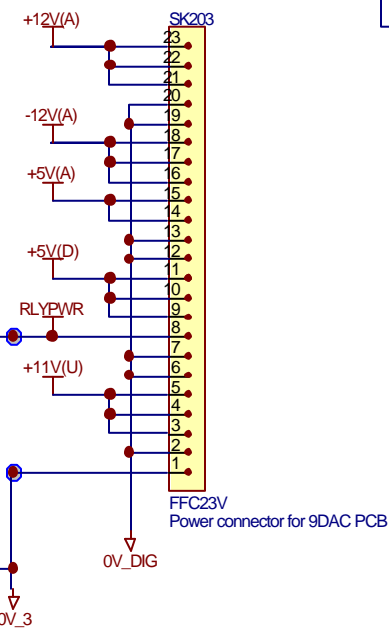 SK203
+12V(A)
23
22
21
20
19
-12V(A)
18
17
+5V(A)
16
15
14
13
+5V(D)
12
11
10
9
RLYPWR
8
7
6
+11V(U)
5
4
3
2
1
FFC23V
Power connector for 9DAC PCB
0V_DIG
0V_3